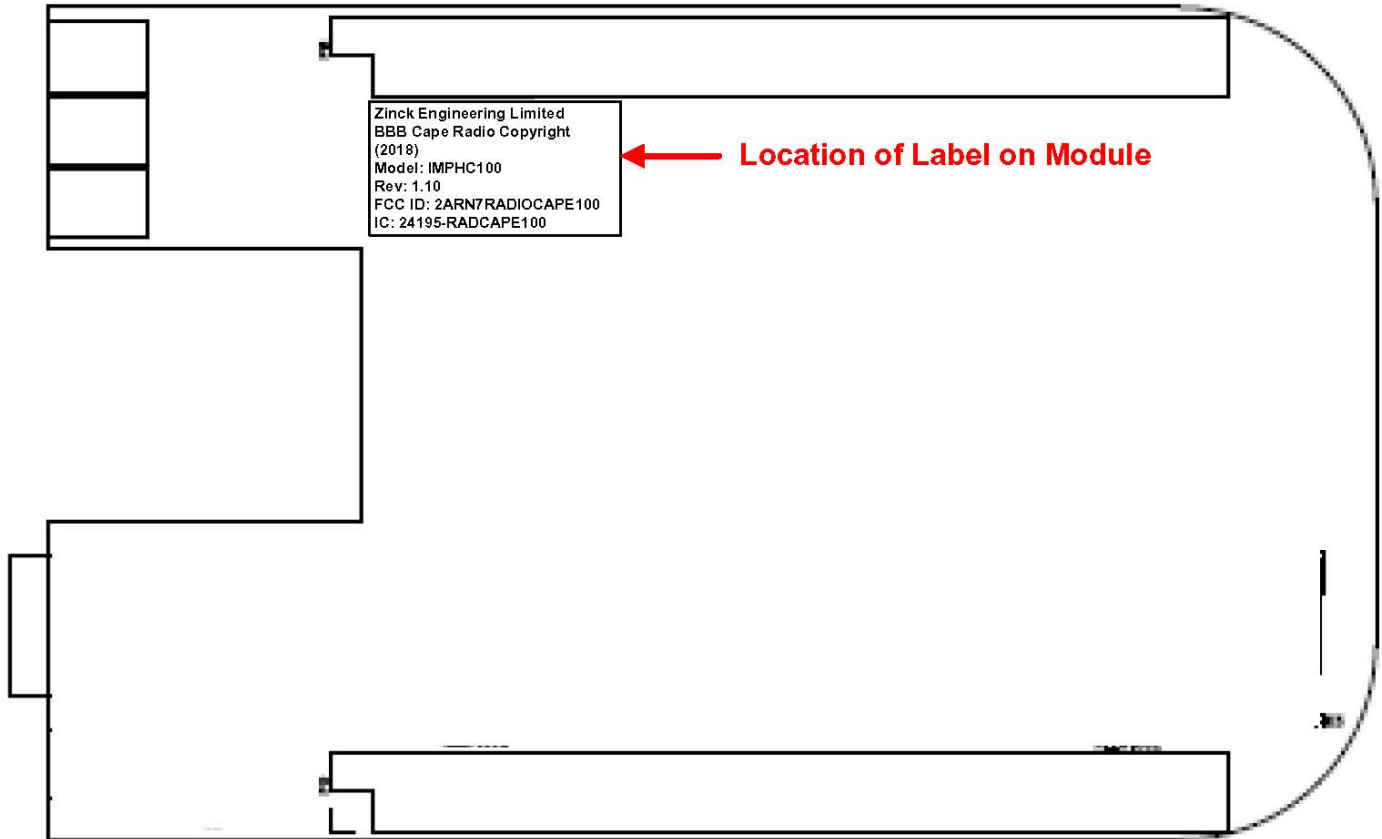 Zinck Engineering Limited
BBB Cape Radio Copyright
(2018)
Model: IMPHC100
Rev: 1.10
FCC ID: 2ARN7RADIOCAPE100
IC: 24195-RADCAPE100
Location of Label on Module